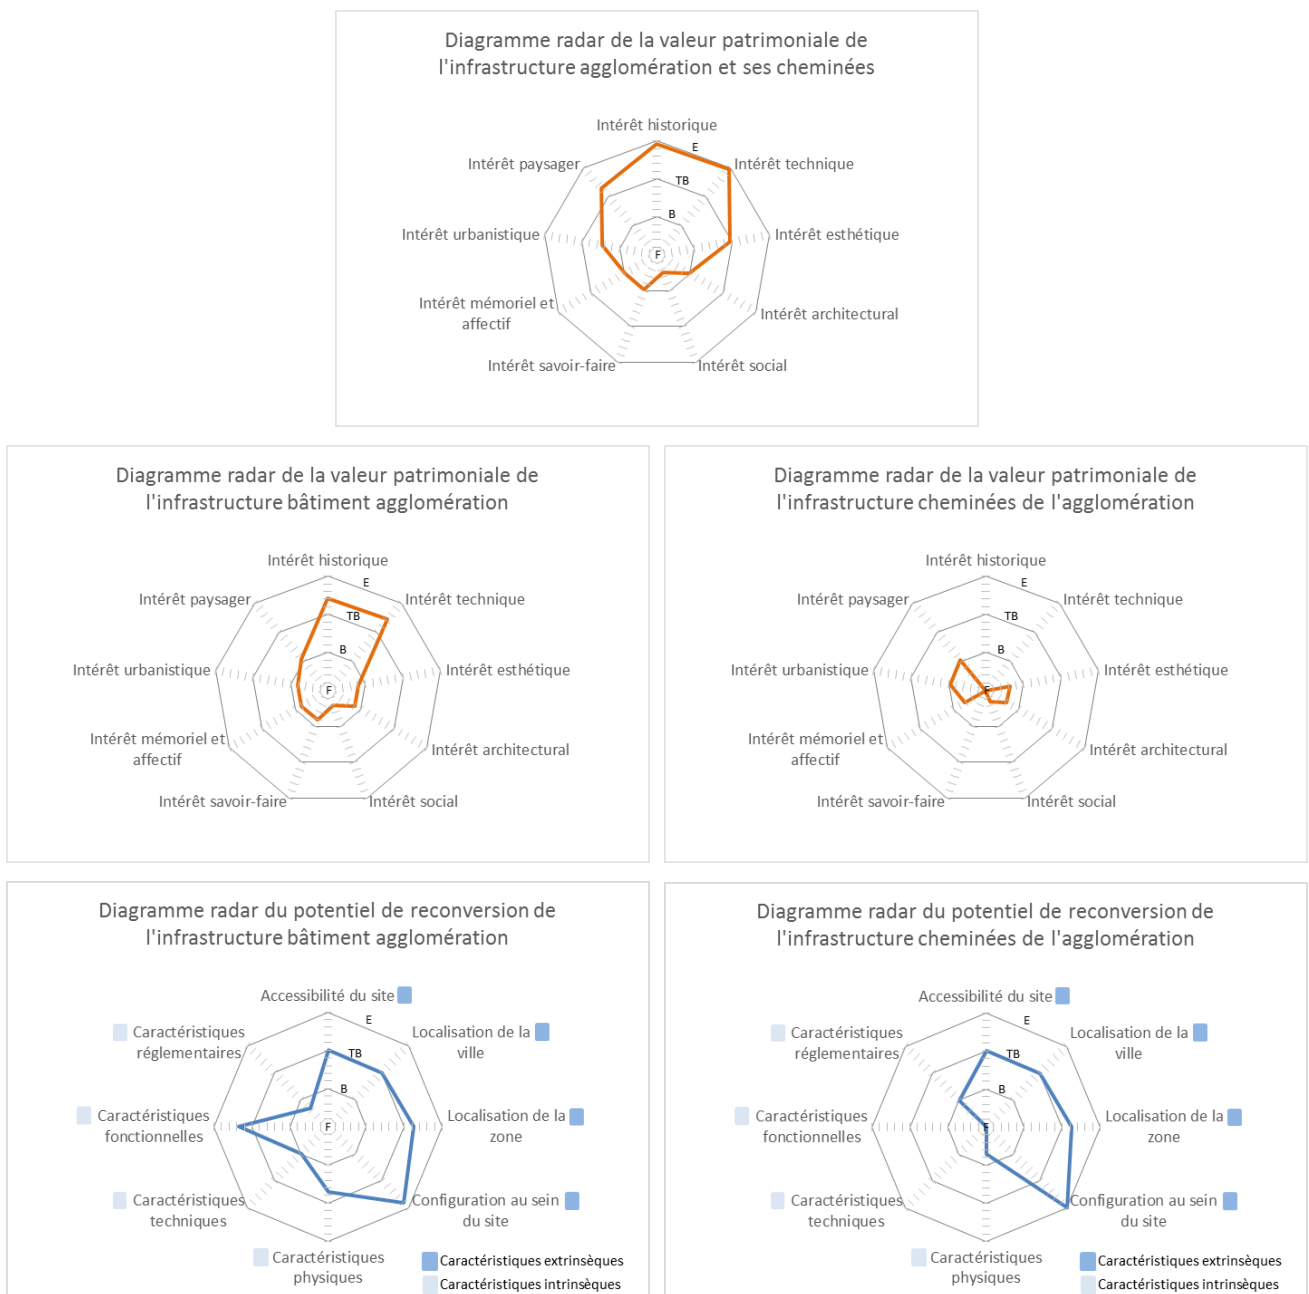 Diagramme radar de la valeur patrimoniale de
l'infrastructure agglomération et ses cheminées
Intérêt historique
E
Intérêt paysager
Intérêt technique
TB
B
Intérêt urbanistique
Intérêt esthétique
F
Intérêt mémoriel et
affectif
Intérêt architectural
Intérêt savoir-faire
Intérêt social
Diagramme radar de la valeur patrimoniale de
l'infrastructure bâtiment agglomération
Intérêt historique
E
Intérêt paysager
Intérêt technique
TB
B
Intérêt urbanistique
Intérêt esthétique
F
Intérêt mémoriel et
affectif
Intérêt architectural
Intérêt savoir-faire
Intérêt social
Diagramme radar de la valeur patrimoniale de
l'infrastructure cheminées de l'agglomération
Intérêt historique
E
Intérêt paysager
Intérêt technique
TB
B
Intérêt urbanistique
Intérêt esthétique
F
Intérêt mémoriel et
affectif
Intérêt architectural
Intérêt savoir-faire
Intérêt social
Diagramme radar du potentiel de reconversion de
l'infrastructure bâtiment agglomération
Accessibilité du site
E
Caractéristiques
réglementaires
Localisation de la
ville
TB
B
Caractéristiques
fonctionnelles
Localisation de la
zone
F
Caractéristiques
techniques
Configuration au sein
du site
Caractéristiques
physiques
Caractéristiques extrinsèques
Caractéristiques intrinsèques
Diagramme radar du potentiel de reconversion de
l'infrastructure cheminées de l'agglomération
Accessibilité du site
E
Caractéristiques
réglementaires
Localisation de la
ville
TB
B
Caractéristiques
fonctionnelles
Localisation de la
zone
F
Caractéristiques
techniques
Configuration au sein
du site
Caractéristiques
physiques
Caractéristiques extrinsèques
Caractéristiques intrinsèques